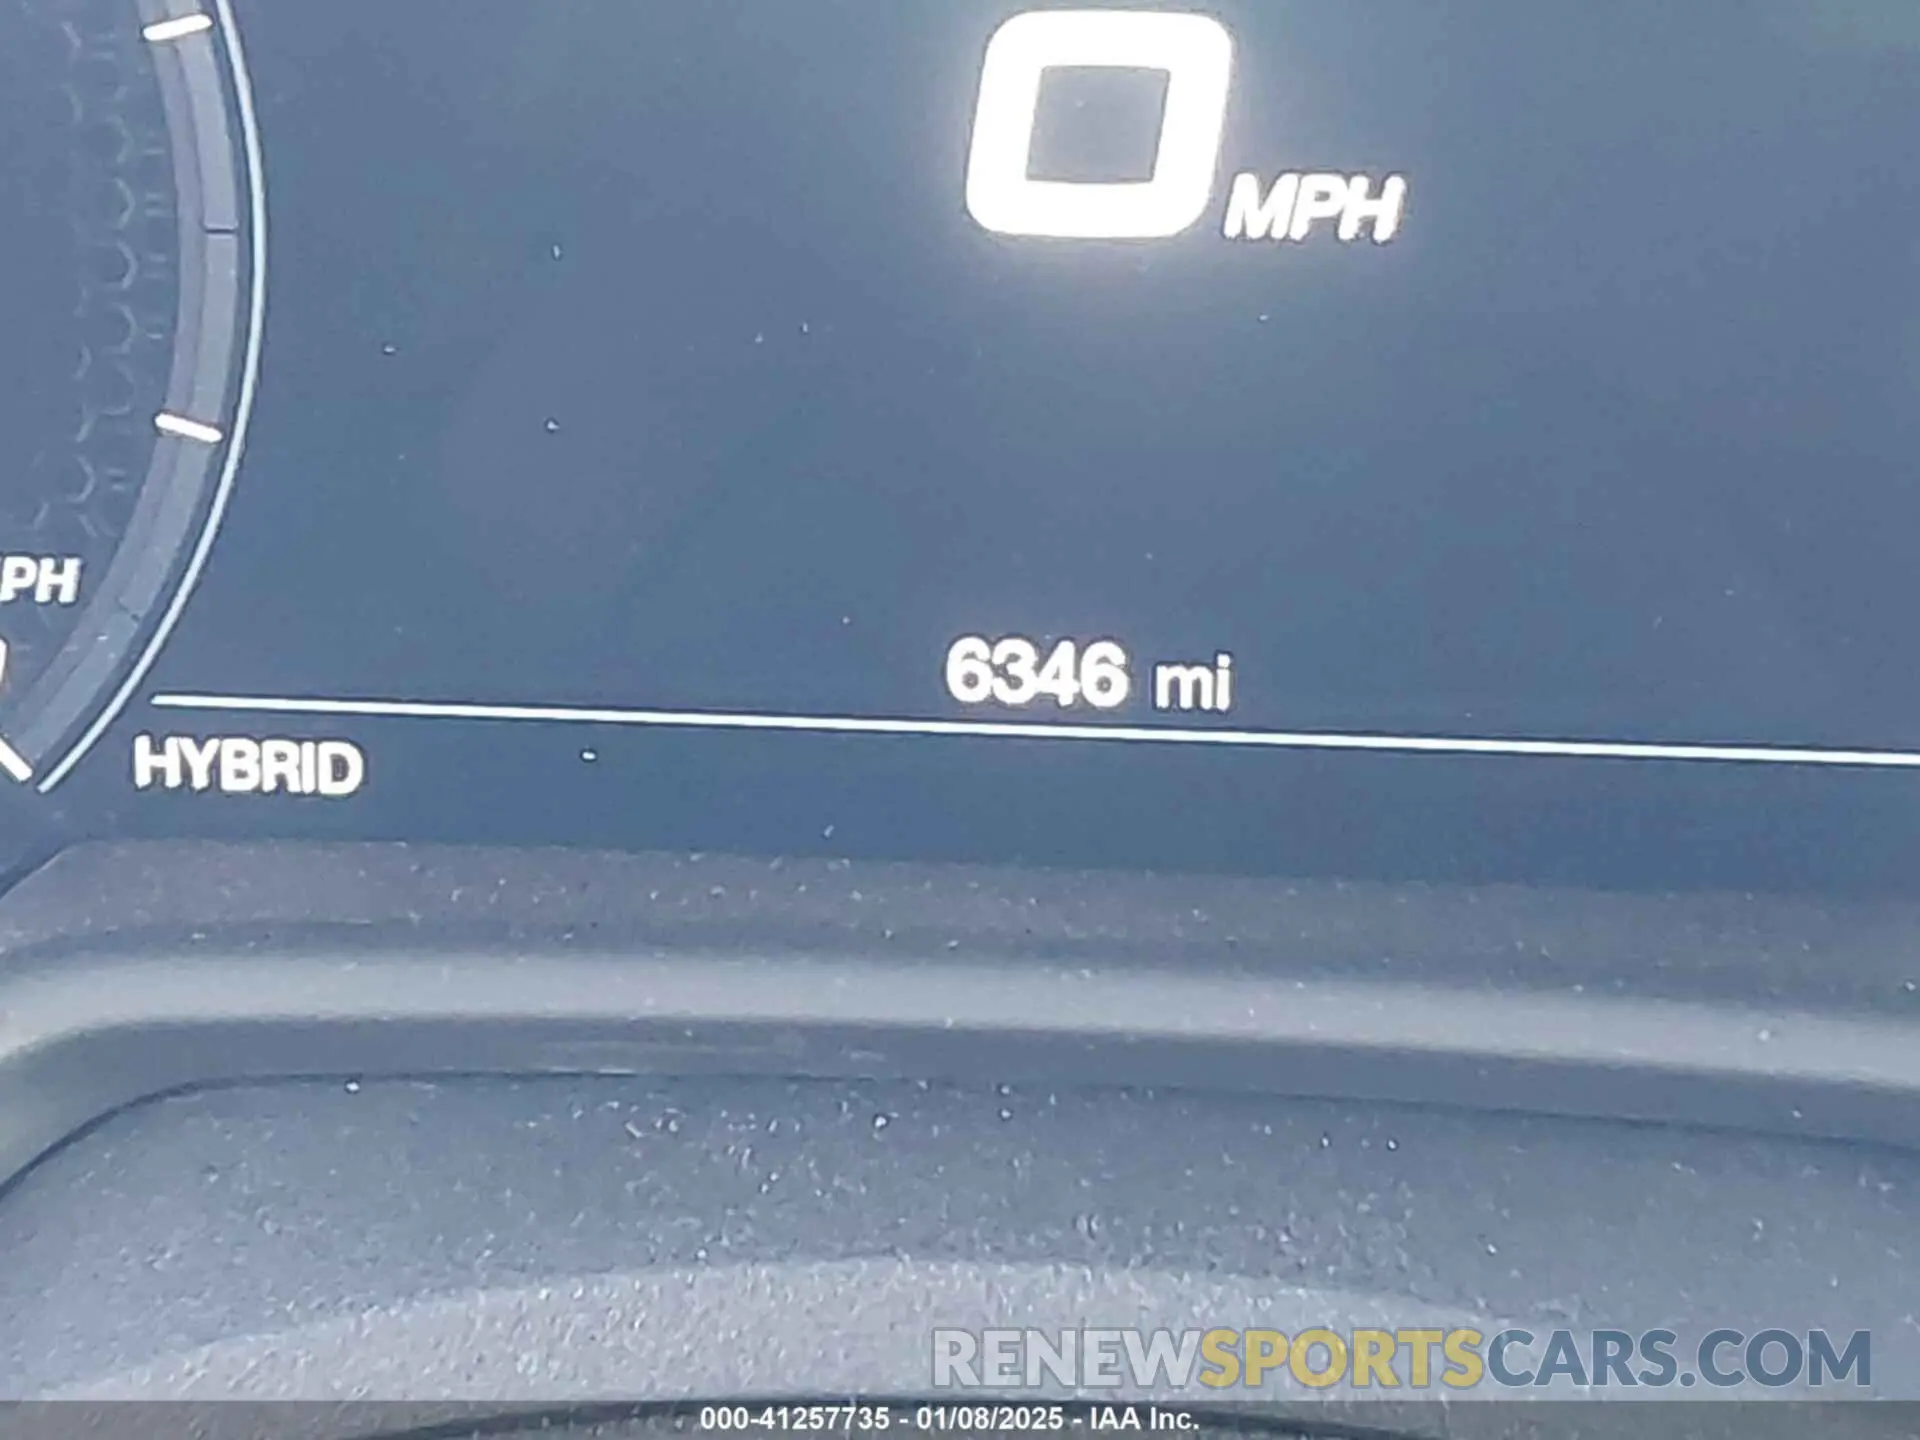 0 MPH
PH
6346 mi
HYBRID
RENEWSPORTSCARS.COM
000-41257735 - 01/08/2025 - IAA Inc.